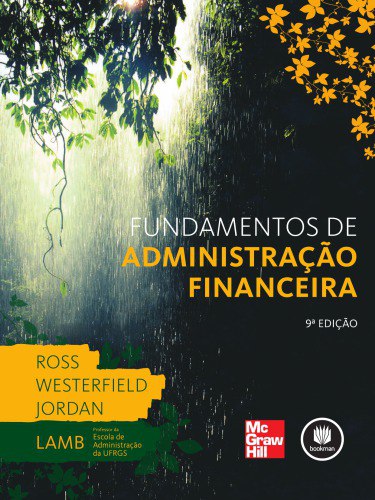 FUNDAMENTOS DE
ADMINISTRAÇÃO
FINANCEIRA
9ª EDIÇÃO
ROSS
WESTERFIELD
JORDAN
LAMB
Professor da
Escola de
Administração
da UFRGS
Mc
Graw
Hill
bookman